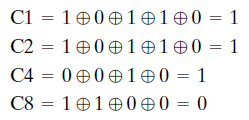 C1 = 1⊕0⊕1⊕1⊕0 = 1
C2 = 1⊕0⊕1⊕1⊕0 = 1
C4 = 0⊕0⊕1⊕0 = 1
C8 = 1⊕1⊕0⊕0 = 0